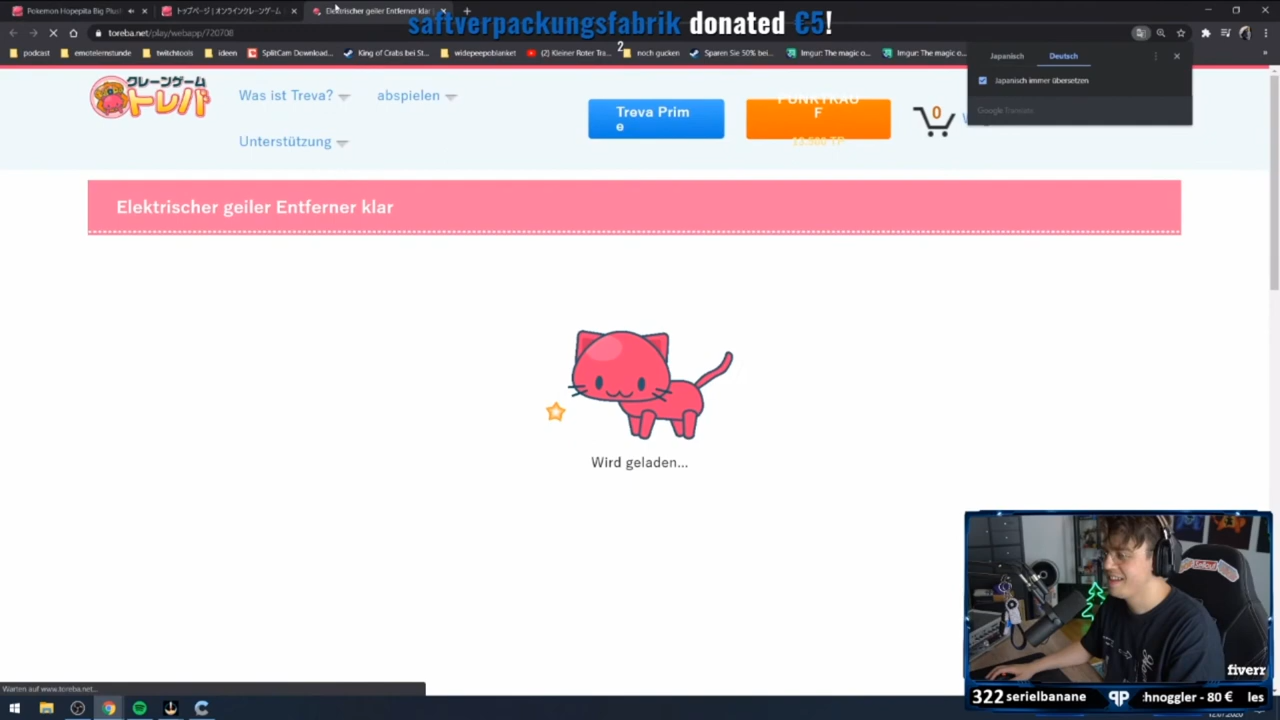 Pokemon Hopepita Big Plus
トップページ | オンラインクレーンゲーム
Elektrischer geiler Entferner klar
saftverpackungsfabrik donated €5!
toreba.net/play/webapp/720708
podcast
emotelernstunde
twitchtools
ideen
SplitCam Download...
King of Crabs bei St...
widepeepoblanket
(2) Kleiner Roter Tra...
2
noch gucken
Sparen Sie 50% bei...
Imgur: The magic o...
Imgur: The magic o...
Japanisch
Deutsch
Japanisch immer übersetzen
Google Translate
クレーンゲーム
トレバ
Was ist Treva?
abspielen
Unterstützung
Treva Prim
e
PUNKTKAU
F
0
Elektrischer geiler Entferner klar
Wird geladen...
Warten auf www.toreba.net...
fiverr
322 serielbanane
:hnoggler - 80 €
les